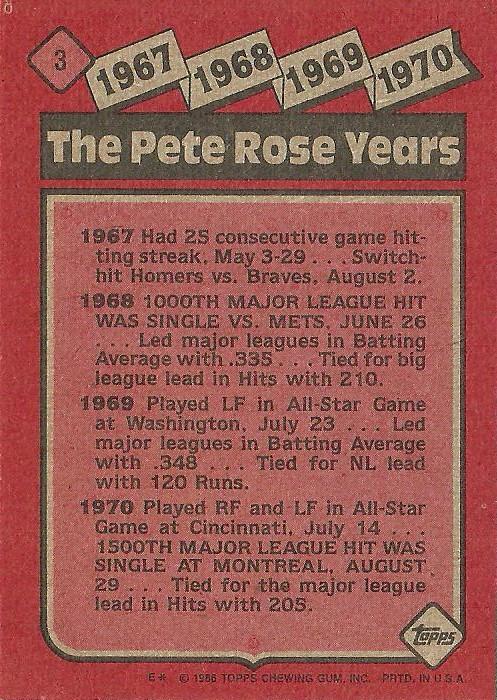 3
1967 1968 1969 1970
The Pete Rose Years
1967 Had 25 consecutive game hit-
ting streak, May 3-29 . . . Switch-
hit Homers vs. Braves, August 2.
1968 1000TH MAJOR LEAGUE HIT
WAS SINGLE VS. METS, JUNE 26
. . . Led major leagues in Batting
Average with .335 . . . Tied for big
league lead in Hits with 210.
1969 Played LF in All-Star Game
at Washington, July 23 . . . Led
major leagues in Batting Average
with .348 . . . Tied for NL lead
with 120 Runs.
1970 Played RF and LF in All-Star
Game at Cincinnati, July 14 . . .
1500TH MAJOR LEAGUE HIT WAS
SINGLE AT MONTREAL, AUGUST
29 . . . Tied for the major league
lead in Hits with 205.
Topps
E* © 1986 TOPPS CHEWING GUM, INC. PRTD. IN U.S.A.